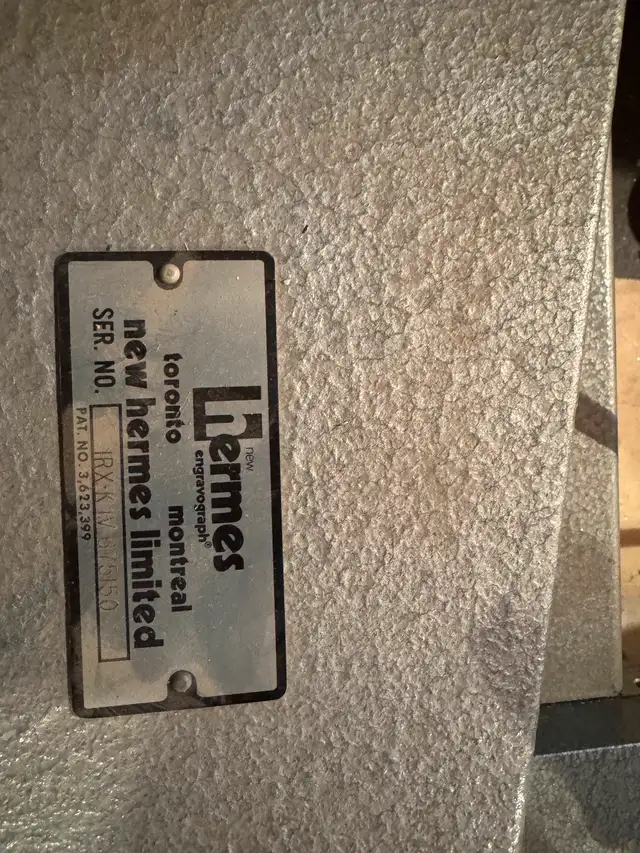 new
hermes
engravograph®
toronto montreal
new hermes limited
SER. NO.
PAT. NO. 3,623,399